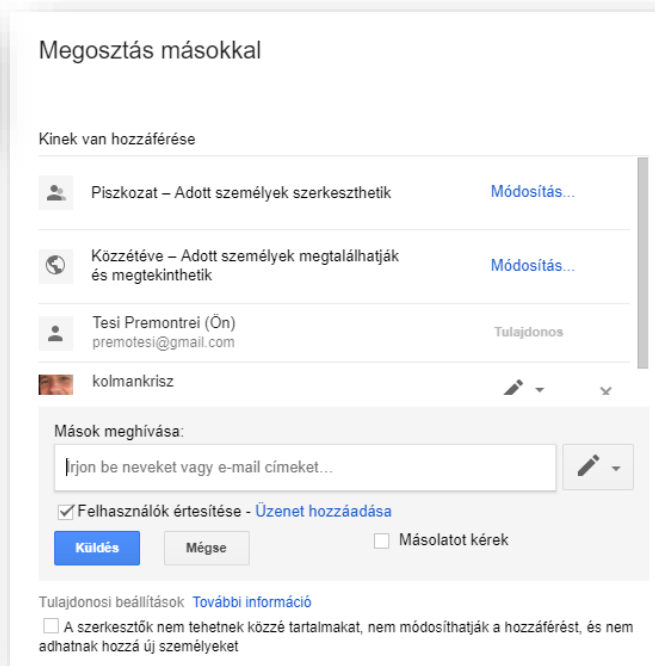 Megosztás másokkal
Kinek van hozzáférése
Piszkozat – Adott személyek szerkeszthetik Módosítás...
Közzétéve – Adott személyek megtalálhatják
és megtekinthetik Módosítás...
Tesi Premontrei (Ön)
premotesi@gmail.com Tulajdonos
kolmankrisz
Mások meghívása:
Írjon be neveket vagy e-mail címeket...
Felhasználók értesítése - Üzenet hozzáadása
Küldés Mégse Másolatot kérek
Tulajdonosi beállítások További információ
A szerkesztők nem tehetnek közzé tartalmakat, nem módosíthatják a hozzáférést, és nem
adhatnak hozzá új személyeket